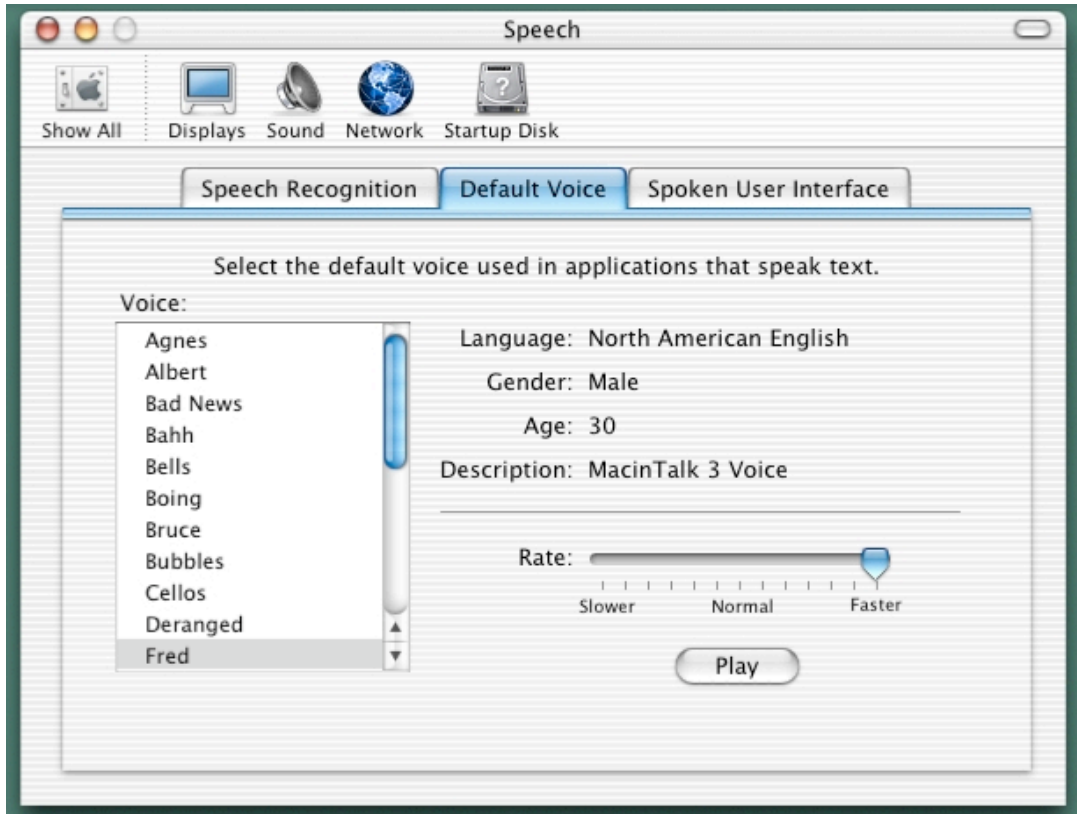 Speech
Show All Displays Sound Network Startup Disk
Speech Recognition Default Voice Spoken User Interface
Select the default voice used in applications that speak text.
Voice:
Agnes
Albert
Bad News
Bahh
Bells
Boing
Bruce
Bubbles
Cellos
Deranged
Fred
Language: North American English
Gender: Male
Age: 30
Description: MacinTalk 3 Voice
Rate:
Slower Normal Faster
Play